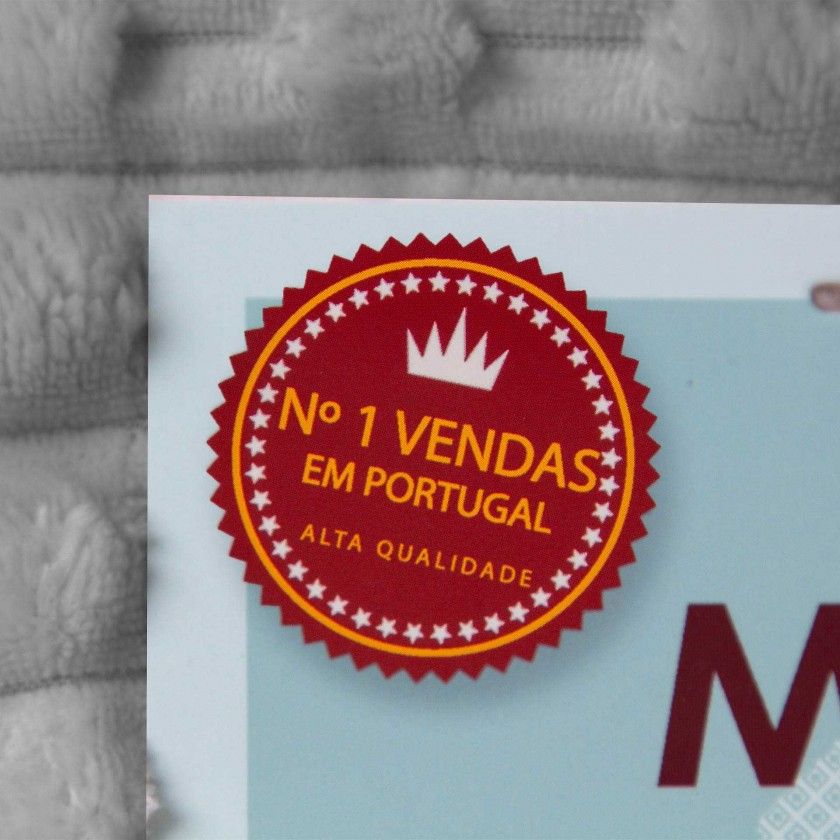 Nº 1 VENDAS
EM PORTUGAL
ALTA QUALIDADE
M